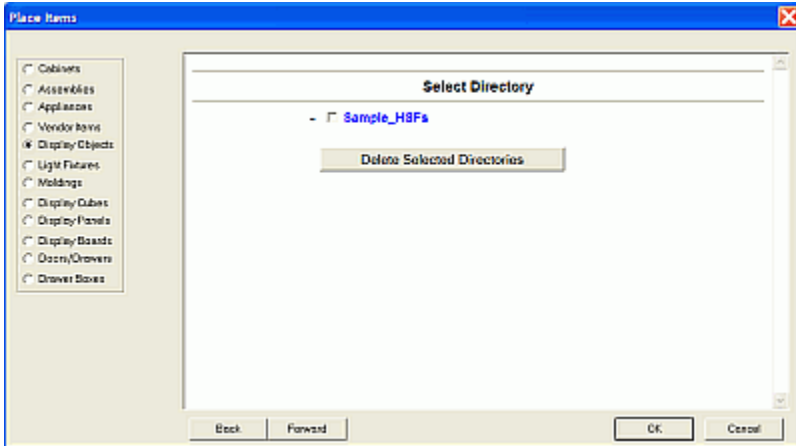 Place Items
Cabinets
Assemblies
Appliances
Vendor Items
Display Objects
Light Fixtures
Moldings
Display Cubes
Display Panels
Display Boards
Doors/Drawers
Drawer Boxes
Select Directory
- Sample_HSFs
Delete Selected Directories
Back Forward OK Cancel